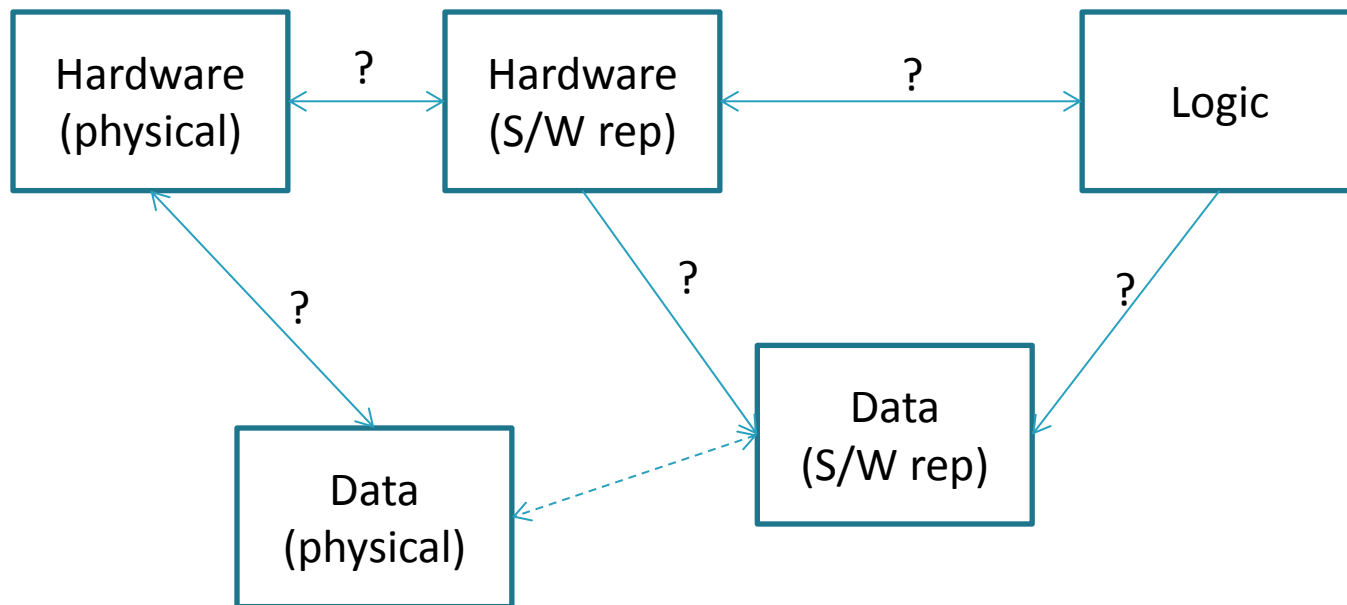 Hardware
(physical)
?
Hardware
(S/W rep)
?
Logic
?
?
?
Data
(S/W rep)
Data
(physical)